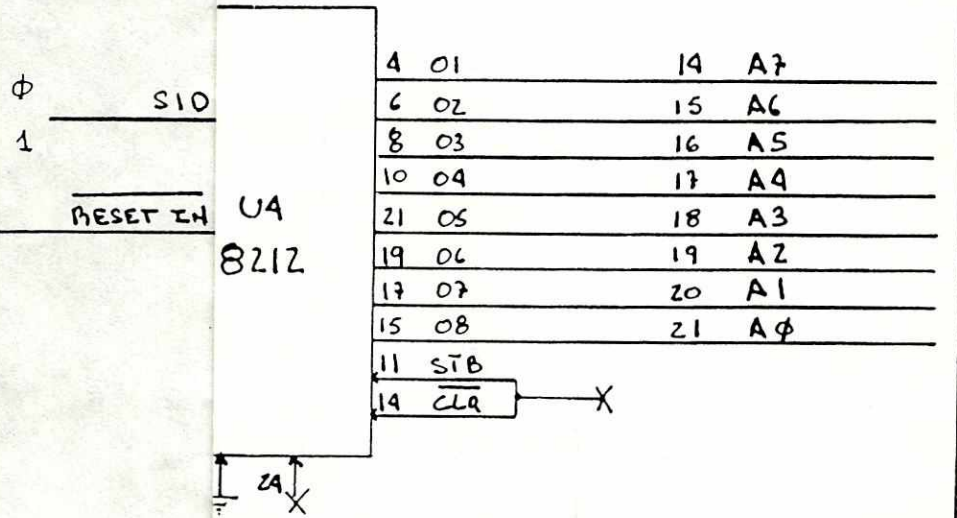 4 O1 14 A7
φ
SIO
6 O2 15 A6
1
8 O3 16 A5
10 O4 17 A4
RESET IN
U4
21 O5 18 A3
8212
19 O6 19 A2
17 O7 20 A1
15 O8 21 Aφ
11 STB
14 CLR
24